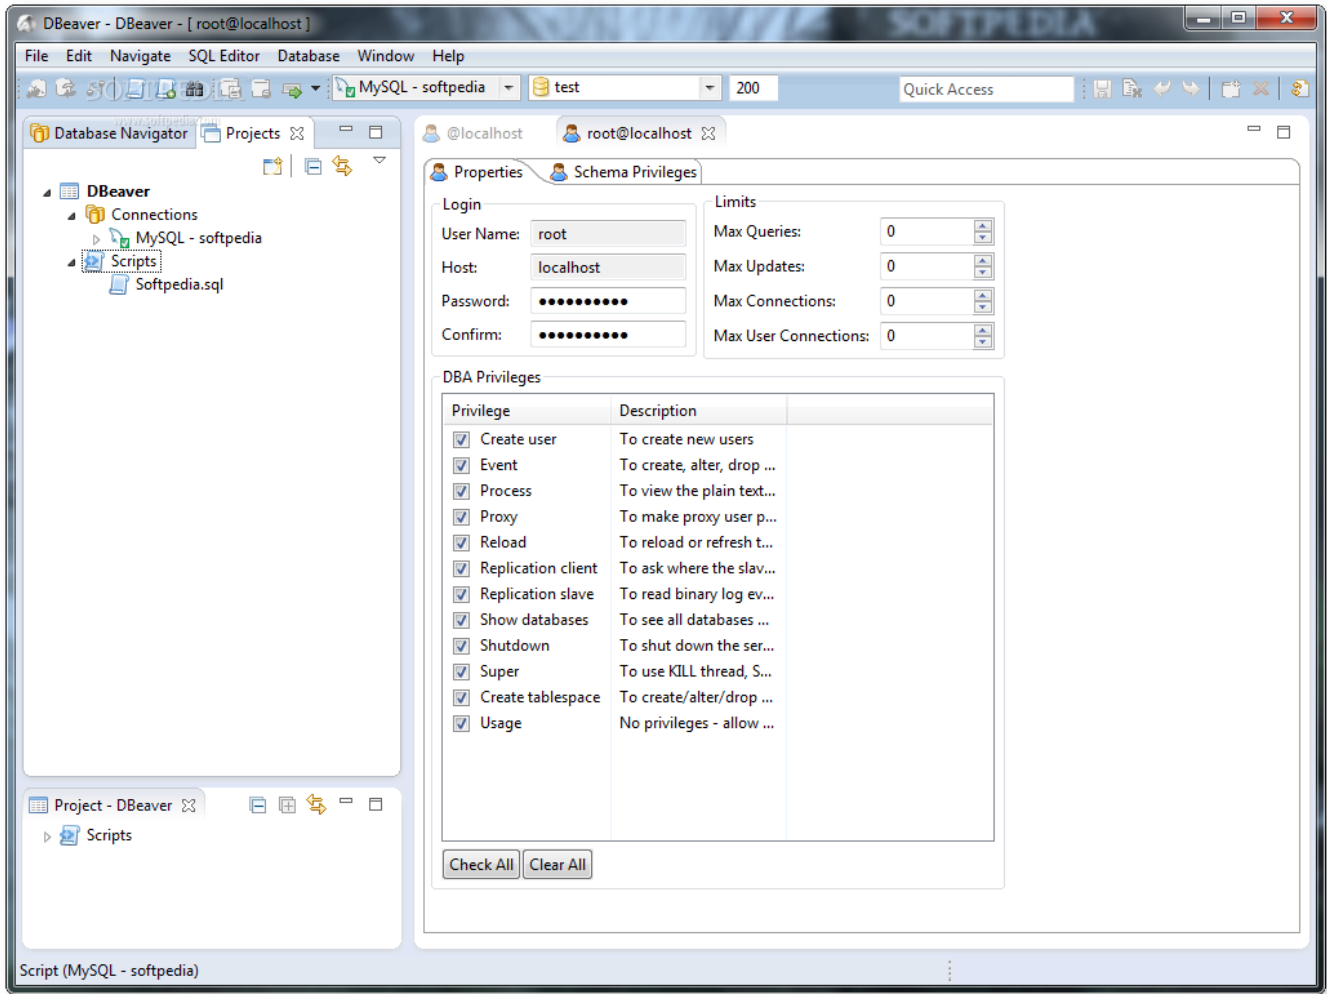 DBeaver - DBeaver - [ root@localhost ]
SOFTPEDIA
File Edit Navigate SQL Editor Database Window Help
SOFTPEDIA
MySQL - softpedia
test
200
Quick Access
www.softpedia.com
Database Navigator
Projects
DBeaver
Connections
MySQL - softpedia
Scripts
Softpedia.sql
Project - DBeaver
Scripts
@localhost
root@localhost
Properties
Schema Privileges
Login
User Name: root
Host: localhost
Password: ●●●●●●●●●●
Confirm: ●●●●●●●●●●
Limits
Max Queries: 0
Max Updates: 0
Max Connections: 0
Max User Connections: 0
DBA Privileges
Privilege Description
Create user To create new users
Event To create, alter, drop ...
Process To view the plain text...
Proxy To make proxy user p...
Reload To reload or refresh t...
Replication client To ask where the slav...
Replication slave To read binary log ev...
Show databases To see all databases ...
Shutdown To shut down the ser...
Super To use KILL thread, S...
Create tablespace To create/alter/drop ...
Usage No privileges - allow ...
Check All Clear All
Script (MySQL - softpedia)